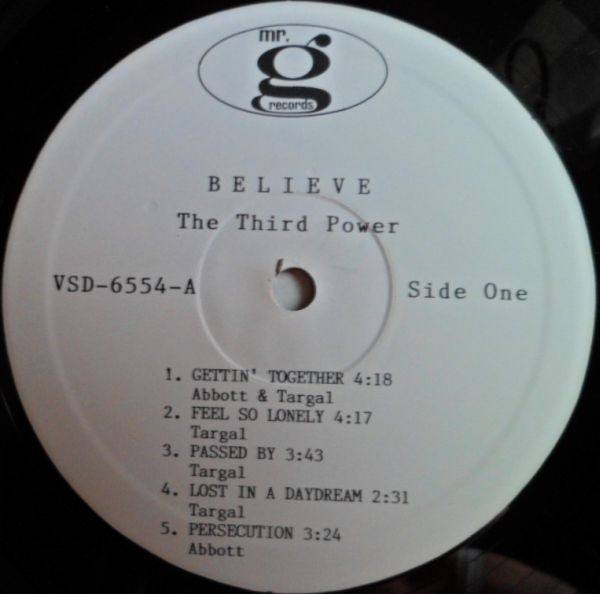 mr.
g
records
BELIEVE
The Third Power
VSD-6554-A
Side One
1. GETTIN' TOGETHER 4:18
Abbott & Targal
2. FEEL SO LONELY 4:17
Targal
3. PASSED BY 3:43
Targal
4. LOST IN A DAYDREAM 2:31
Targal
5. PERSECUTION 3:24
Abbott